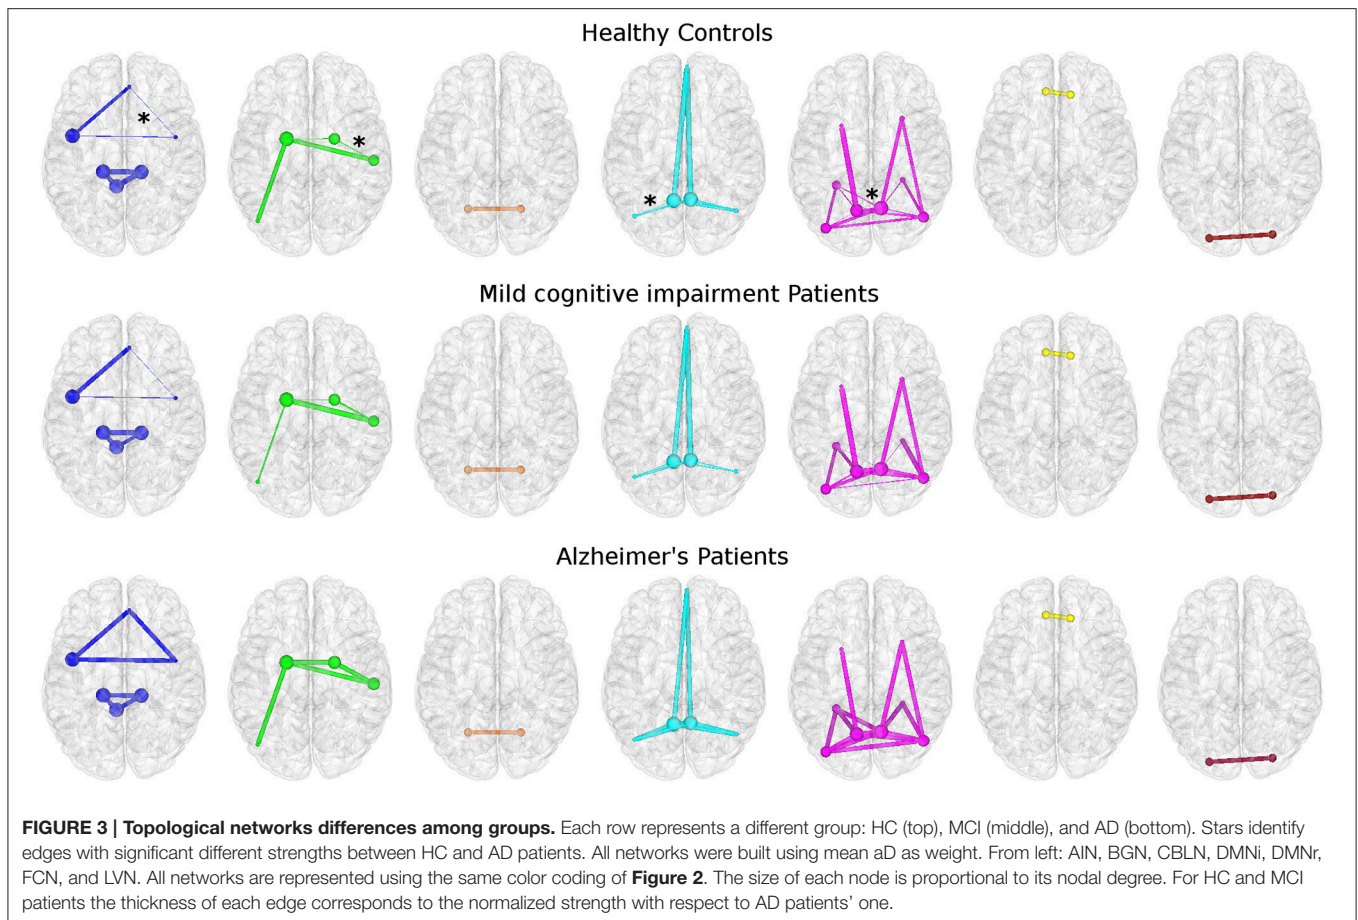 Healthy Controls
*
*
*
*
Mild cognitive impairment Patients
Alzheimer's Patients
FIGURE 3 | Topological networks differences among groups. Each row represents a different group: HC (top), MCI (middle), and AD (bottom). Stars identify
edges with significant different strengths between HC and AD patients. All networks were built using mean aD as weight. From left: AIN, BGN, CBLN, DMNi, DMNr,
FCN, and LVN. All networks are represented using the same color coding of Figure 2. The size of each node is proportional to its nodal degree. For HC and MCI
patients the thickness of each edge corresponds to the normalized strength with respect to AD patients' one.